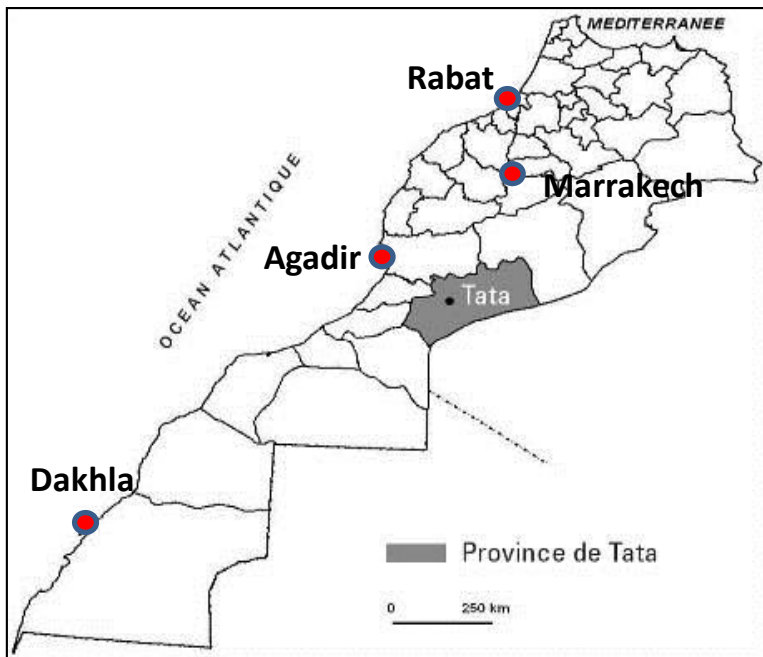 MEDITERRANEE
Rabat
Marrakech
OCEAN ATLANTIQUE
Agadir
Tata
Dakhla
Province de Tata
0 250 km